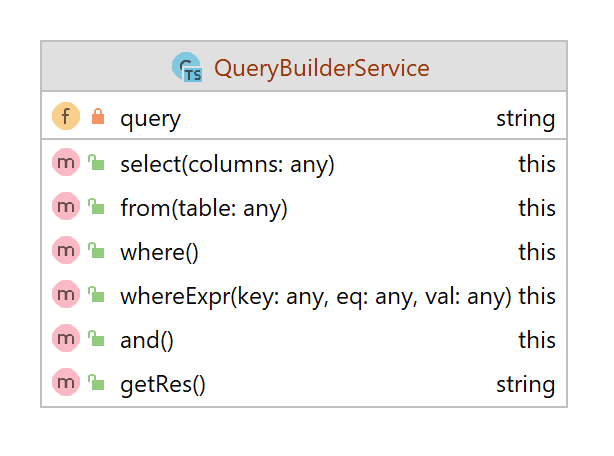 QueryBuilderService
f query string
m select(columns: any) this
m from(table: any) this
m where() this
m whereExpr(key: any, eq: any, val: any) this
m and() this
m getRes() string